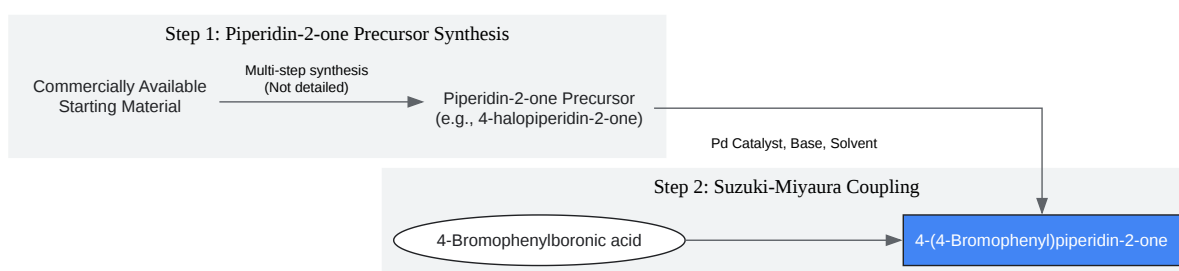 Step 1: Piperidin-2-one Precursor Synthesis
Commercially Available
Starting Material
Multi-step synthesis
(Not detailed)
Piperidin-2-one Precursor
(e.g., 4-halopiperidin-2-one)
Pd Catalyst, Base, Solvent
Step 2: Suzuki-Miyaura Coupling
4-Bromophenylboronic acid
4-(4-Bromophenyl)piperidin-2-one